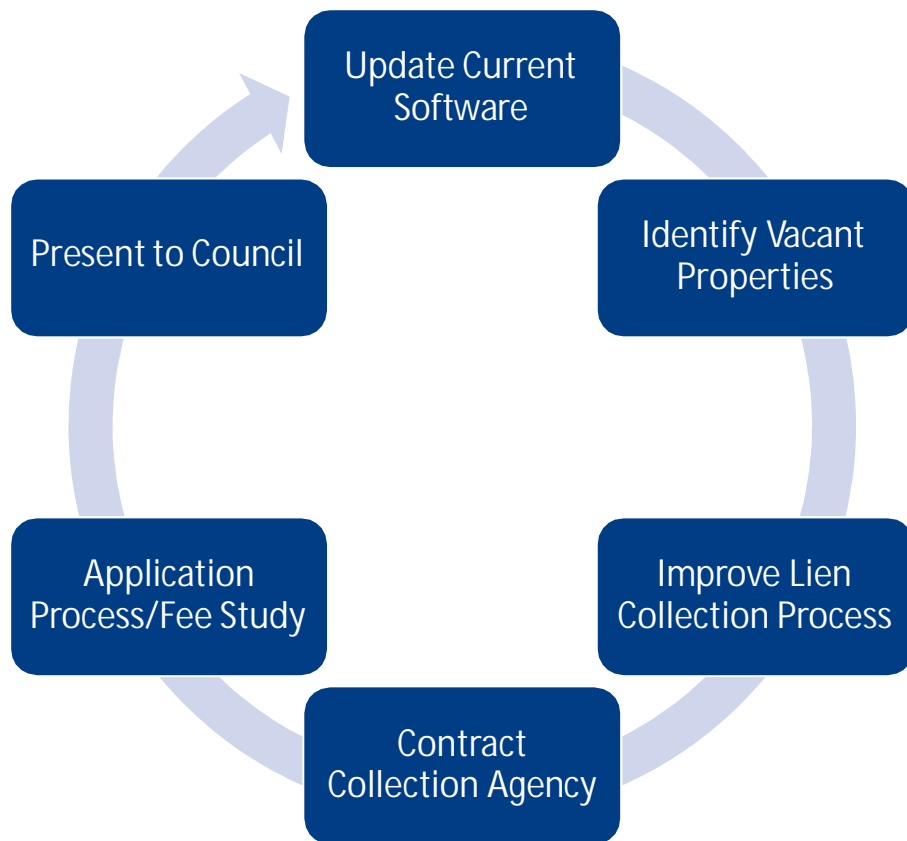 Update Current
Software
Identify Vacant
Properties
Improve Lien
Collection Process
Contract
Collection Agency
Application
Process/Fee Study
Present to Council